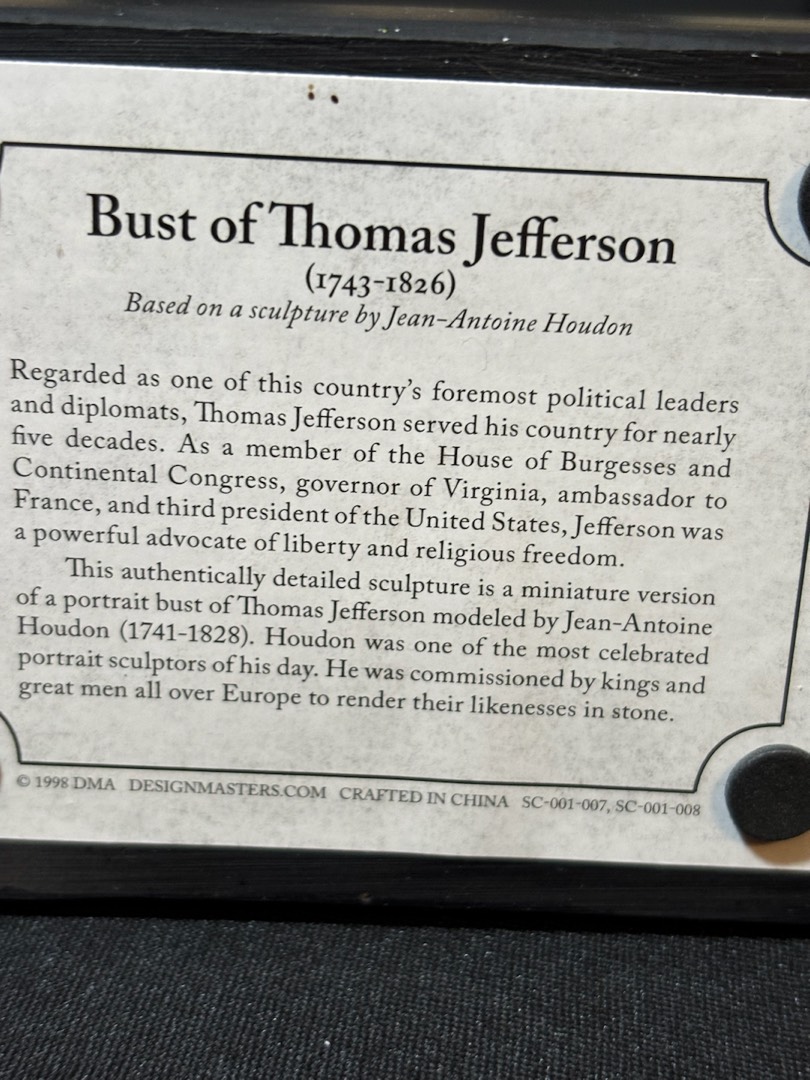 Bust of Thomas Jefferson
(1743-1826)
Based on a sculpture by Jean-Antoine Houdon
Regarded as one of this country's foremost political leaders
and diplomats, Thomas Jefferson served his country for nearly
five decades. As a member of the House of Burgesses and
Continental Congress, governor of Virginia, ambassador to
France, and third president of the United States, Jefferson was
a powerful advocate of liberty and religious freedom.
This authentically detailed sculpture is a miniature version
of a portrait bust of Thomas Jefferson modeled by Jean-Antoine
Houdon (1741-1828). Houdon was one of the most celebrated
portrait sculptors of his day. He was commissioned by kings and
great men all over Europe to render their likenesses in stone.
© 1998 DMA DESIGNMASTERS.COM CRAFTED IN CHINA SC-001-007, SC-001-008